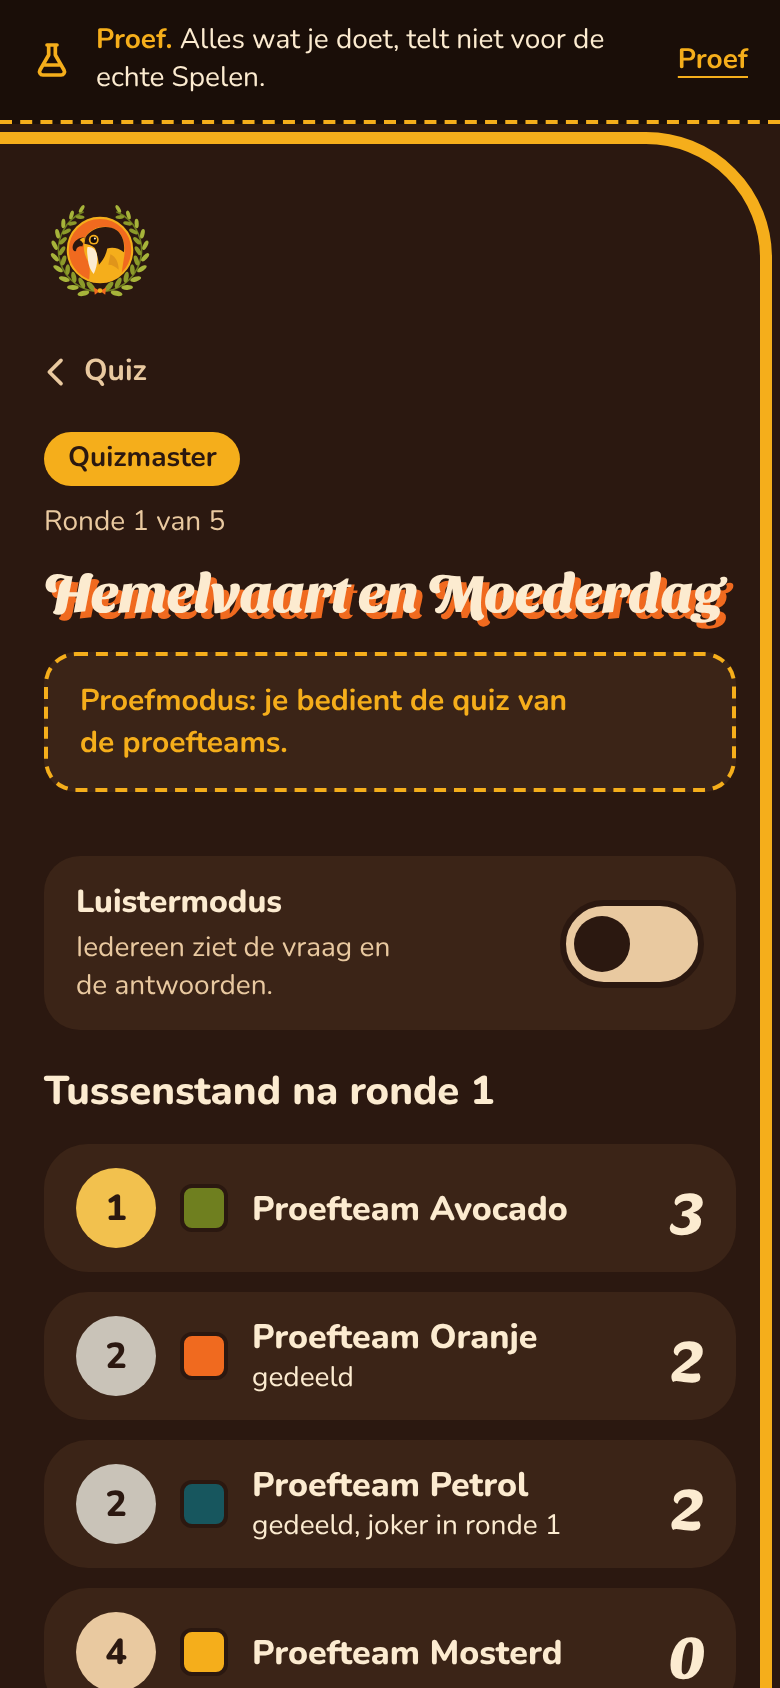 Proef. Alles wat je doet, telt niet voor de
echte Spelen.
Proef
Quiz
Quizmaster
Ronde 1 van 5
Hemelvaart en Moederdag
Proefmodus: je bedient de quiz van
de proefteams.
Luistermodus
Iedereen ziet de vraag en
de antwoorden.
Tussenstand na ronde 1
1 Proefteam Avocado 3
2 Proefteam Oranje 2
gedeeld
2 Proefteam Petrol 2
gedeeld, joker in ronde 1
4 Proefteam Mosterd 0